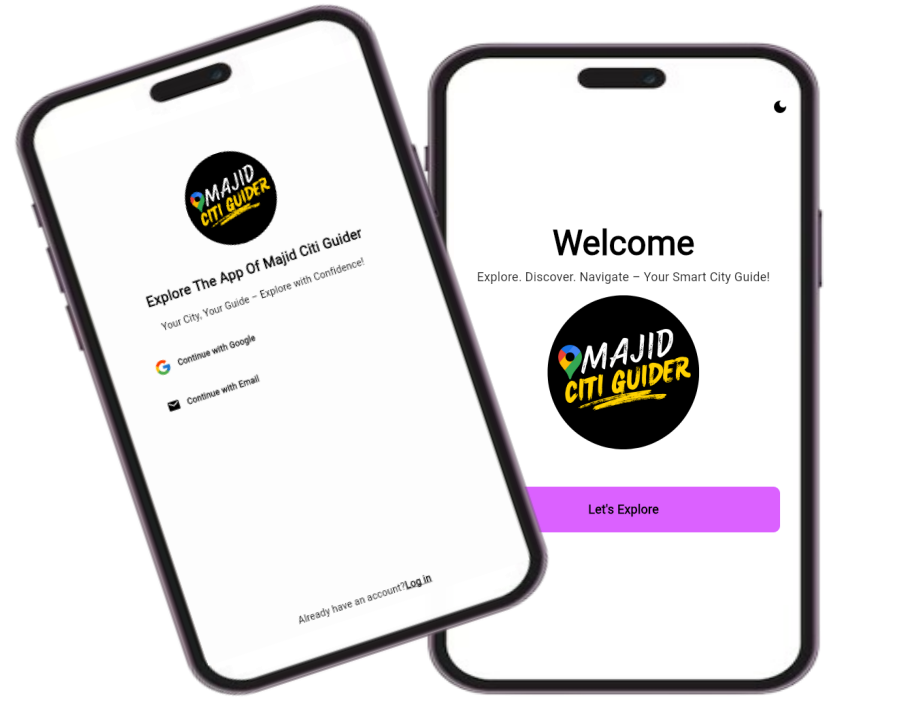 MAJID
CITI GUIDER
Explore The App Of Majid Citi Guider
Your City, Your Guide – Explore with Confidence!
Continue with Google
Continue with Email
Already have an account?Log in
Welcome
Explore. Discover. Navigate – Your Smart City Guide!
MAJID
CITI GUIDER
Let's Explore